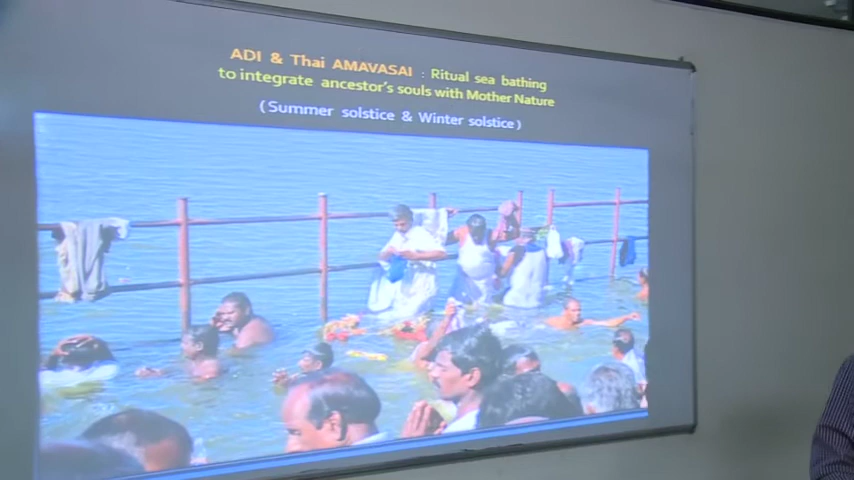 ADI & Thai AMAVASAI : Ritual sea bathing
to integrate ancestor's souls with Mother Nature
(Summer solstice & Winter solstice)